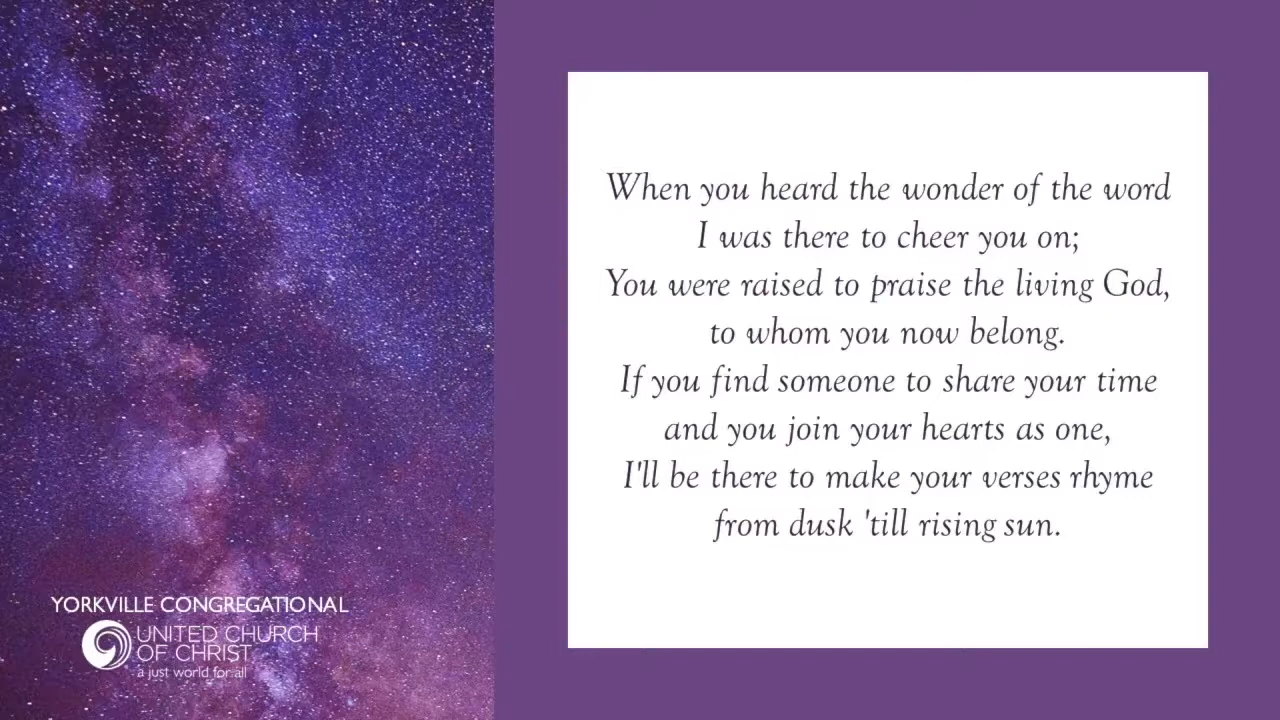 When you heard the wonder of the word
I was there to cheer you on;
You were raised to praise the living God,
to whom you now belong.
If you find someone to share your time
and you join your hearts as one,
I'll be there to make your verses rhyme
from dusk 'till rising sun.
YORKVILLE CONGREGATIONAL
UNITED CHURCH
OF CHRIST
a just world for all